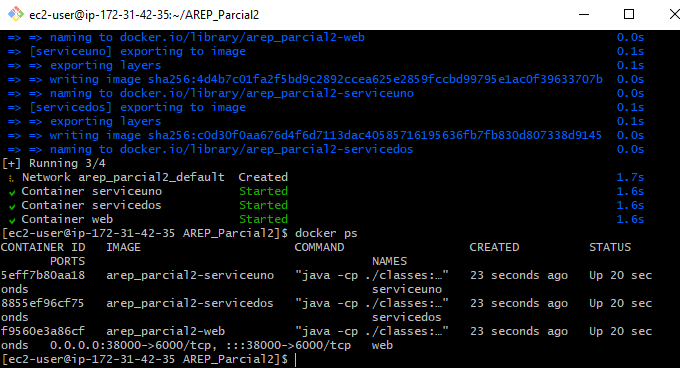 ec2-user@ip-172-31-42-35:~/AREP_Parcial2
=> => naming to docker.io/library/arep_parcial2-web 0.0s
=> [serviceuno] exporting to image 0.1s
=> => exporting layers 0.1s
=> => writing image sha256:4d4b7c01fa2f5bd9c2892ccea625e2859fccbd99795e1ac0f39633707b 0.0s
=> => naming to docker.io/library/arep_parcial2-serviceuno 0.0s
=> [servicedos] exporting to image 0.1s
=> => exporting layers 0.1s
=> => writing image sha256:c0d30f0aa676d4f6d7113dac40585716195636fb7fb830d807338d9145 0.0s
=> => naming to docker.io/library/arep_parcial2-servicedos 0.0s
[+] Running 3/4
Network arep_parcial2_default Created 1.7s
✔ Container serviceuno Started 1.6s
✔ Container servicedos Started 1.6s
✔ Container web Started 1.6s
[ec2-user@ip-172-31-42-35 AREP_Parcial2]$ docker ps
CONTAINER ID IMAGE COMMAND CREATED STATUS
PORTS NAMES
5eff7b80aa18 arep_parcial2-serviceuno "java -cp ./classes:…" 23 seconds ago Up 20 sec
onds serviceuno
8855ef96cf75 arep_parcial2-servicedos "java -cp ./classes:…" 23 seconds ago Up 20 sec
onds servicedos
f9560e3a86cf arep_parcial2-web "java -cp ./classes:…" 23 seconds ago Up 20 sec
onds 0.0.0.0:38000->6000/tcp, :::38000->6000/tcp web
[ec2-user@ip-172-31-42-35 AREP_Parcial2]$